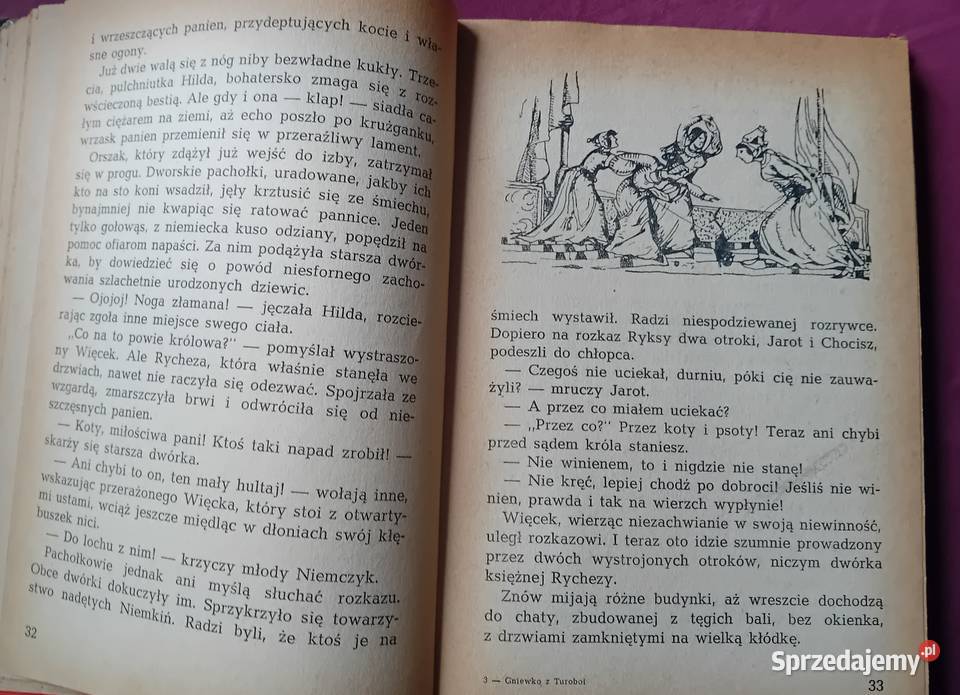 i wrzeszczących panien, przydeptujących kocie i wła-
sne ogony.
Już dwie walą się z nóg niby bezwładne kukły. Trze-
cia, pulchniutka Hilda, bohatersko zmaga się z roz-
wścieczoną bestią. Ale gdy i ona — klap! — siadła ca-
łym ciężarem na ziemi, aż echo poszło po krużganku,
wrzask panien przemienił się w przeraźliwy lament.
Orszak, który zdążył już wejść do izby, zatrzymał
się w progu. Dworskie pachołki, uradowane, jakby ich
kto na sto koni wsadził, jęły krztusić się ze śmiechu,
bynajmniej nie kwapiąc się ratować pannice. Jeden
tylko gołowąs, z niemiecka kuso odziany, popędził na
pomoc ofiarom napaści. Za nim podążyła starsza dwór-
ka, by dowiedzieć się o powód niesfornego zacho-
wania szlachetnie urodzonych dziewic.
— Ojojoj! Noga złamana! — jęczała Hilda, rozcie-
rając zgoła inne miejsce swego ciała.
„Co na to powie królowa?" — pomyślał wystraszo-
ny Więcek. Ale Rycheza, która właśnie stanęła we
drzwiach, nawet nie raczyła się odezwać. Spojrzała ze
wzgardą, zmarszczyła brwi i odwróciła się od nie-
szczęsnych panien.
— Koty, miłościwa pani! Ktoś taki napad zrobił! —
skarży się starsza dwórka.
— Ani chybi to on, ten mały hultaj! — wołają inne,
wskazując przerażonego Więcka, który stoi z otwarty-
mi ustami, wciąż jeszcze międląc w dłoniach swój kłę-
buszek nici.
— Do lochu z nim! — krzyczy młody Niemczyk.
Pachołkowie jednak ani myślą słuchać rozkazu.
Obce dwórki dokuczyły im. Sprzykrzyło się towarzy-
stwo nadętych Niemkiń. Radzi byli, że ktoś je na
32
śmiech wystawił. Radzi niespodziewanej rozrywce.
Dopiero na rozkaz Ryksy dwa otroki, Jarot i Chocisz,
podeszli do chłopca.
— Czegoś nie uciekał, durniu, póki cię nie zauwa-
żyli? — mruczy Jarot.
— A przez co miałem uciekać?
— „Przez co?" Przez koty i psoty! Teraz ani chybi
przed sądem króla staniesz.
— Nie winienem, to i nigdzie nie stanę!
— Nie kręć, lepiej chodź po dobroci! Jeśliś nie wi-
nien, prawda i tak na wierzch wypłynie!
Więcek, wierząc niezachwianie w swoją niewinność,
uległ rozkazowi. I teraz oto idzie szumnie prowadzony
przez dwóch wystrojonych otroków, niczym dwórka
księżnej Rychezy.
Znów mijają różne budynki, aż wreszcie dochodzą
do chaty, zbudowanej z tęgich bali, bez okienka,
z drzwiami zamkniętymi na wielką kłódkę.
3 — Gniewko z Turoboi
33
Sprzedajemy.pl